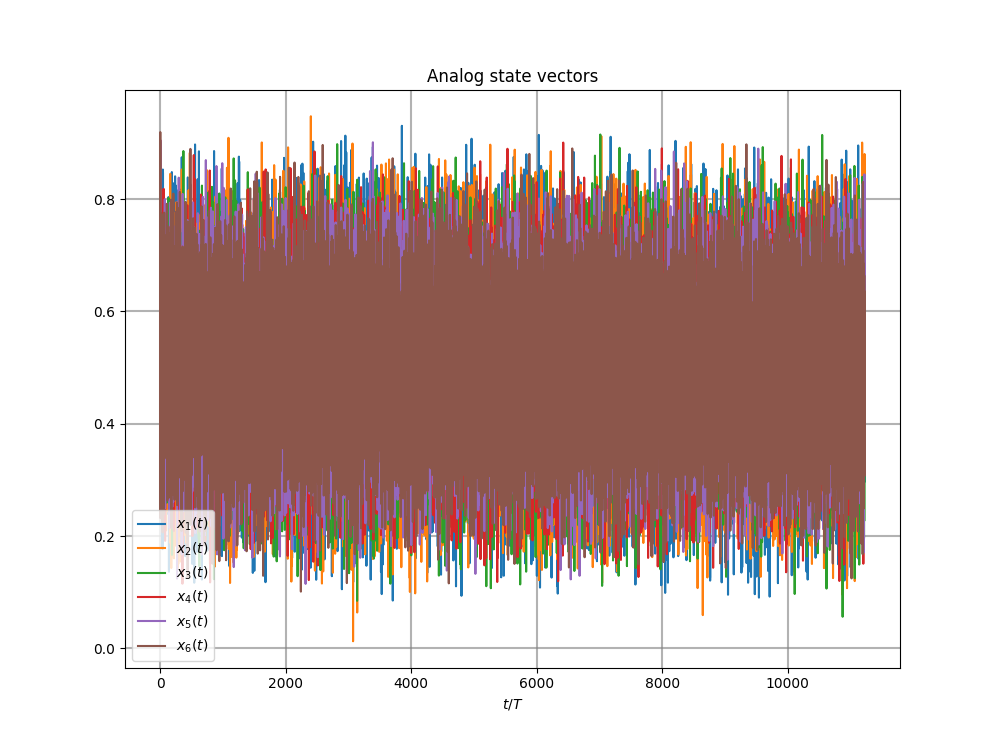 Analog state vectors
0.8
0.6
0.4
0.2
0.0
x₁(t)
x₂(t)
x₃(t)
x₄(t)
x₅(t)
x₆(t)
0 2000 4000 6000 8000 10000
t/T